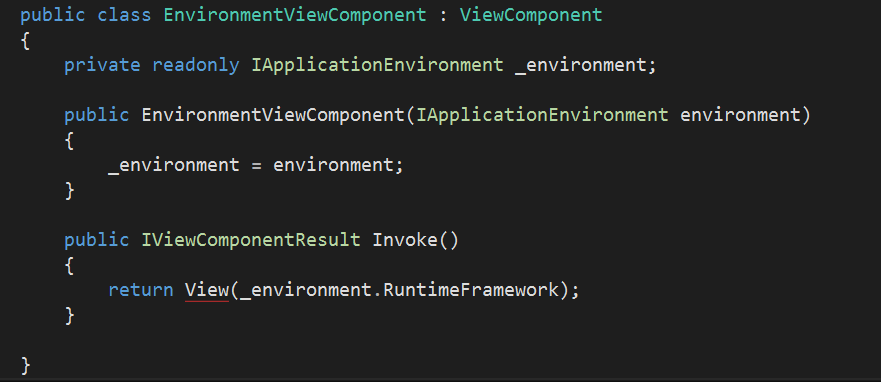 public class EnvironmentViewComponent : ViewComponent
{
    private readonly IApplicationEnvironment _environment;
    public EnvironmentViewComponent(IApplicationEnvironment environment)
    {
        _environment = environment;
    }
    public IViewComponentResult Invoke()
    {
        return View(_environment.RuntimeFramework);
    }
}